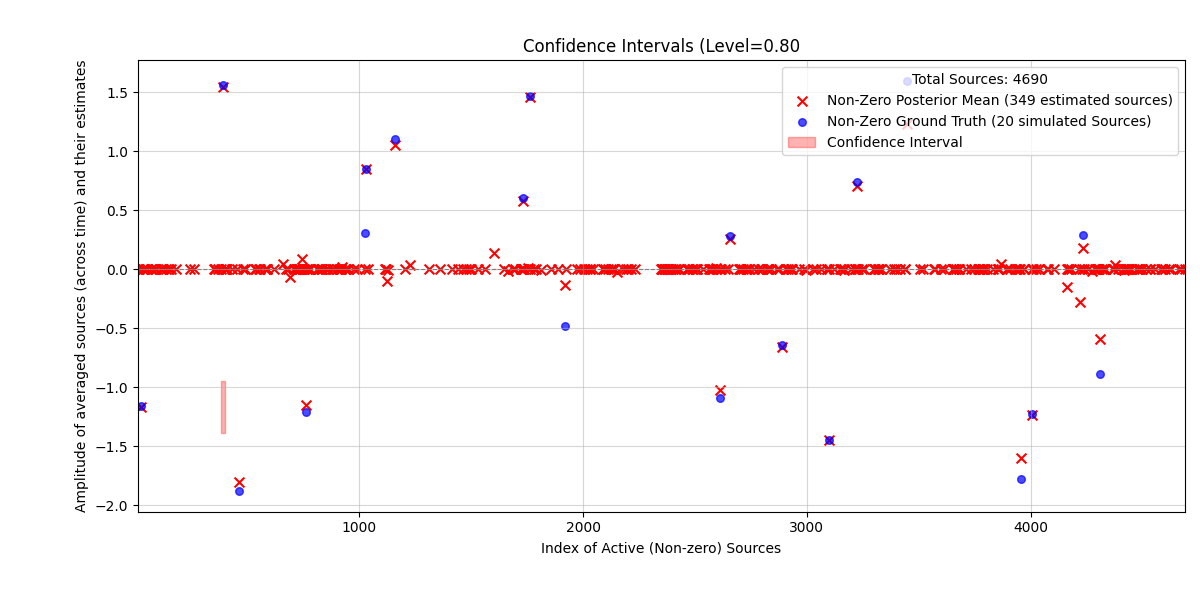 Confidence Intervals (Level=0.80
Amplitude of averaged sources (across time) and their estimates
1.5
1.0
0.5
0.0
−0.5
−1.0
−1.5
−2.0
Total Sources: 4690
Non-Zero Posterior Mean (349 estimated sources)
Non-Zero Ground Truth (20 simulated Sources)
Confidence Interval
1000
2000
3000
4000
Index of Active (Non-zero) Sources